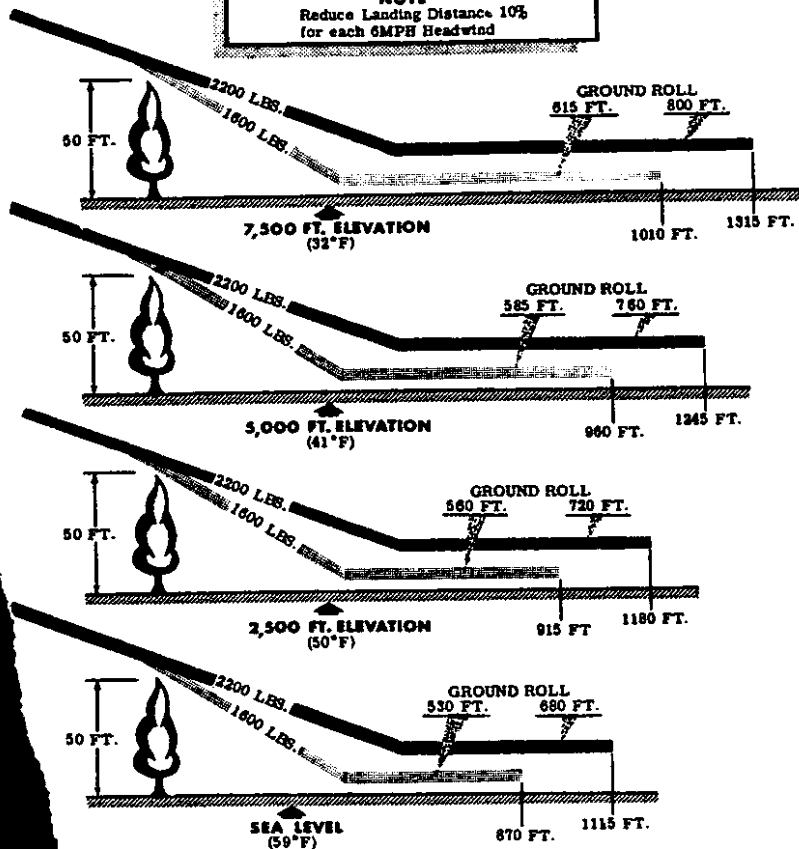 NOTE
Reduce Landing Distance 10%
for each 6MPH Headwind
GROUND ROLL
615 FT. 800 FT.
2200 LBS.
1600 LBS.
50 FT.
7,500 FT. ELEVATION
(32°F)
1010 FT.
1315 FT.
GROUND ROLL
585 FT. 760 FT.
2200 LBS.
1600 LBS.
50 FT.
5,000 FT. ELEVATION
(41°F)
960 FT.
1245 FT.
GROUND ROLL
560 FT. 720 FT.
2200 LBS.
1600 LBS.
50 FT.
2,500 FT. ELEVATION
(50°F)
915 FT
1180 FT.
GROUND ROLL
530 FT. 680 FT.
2200 LBS.
1600 LBS.
50 FT.
SEA LEVEL
(59°F)
870 FT.
1115 FT.